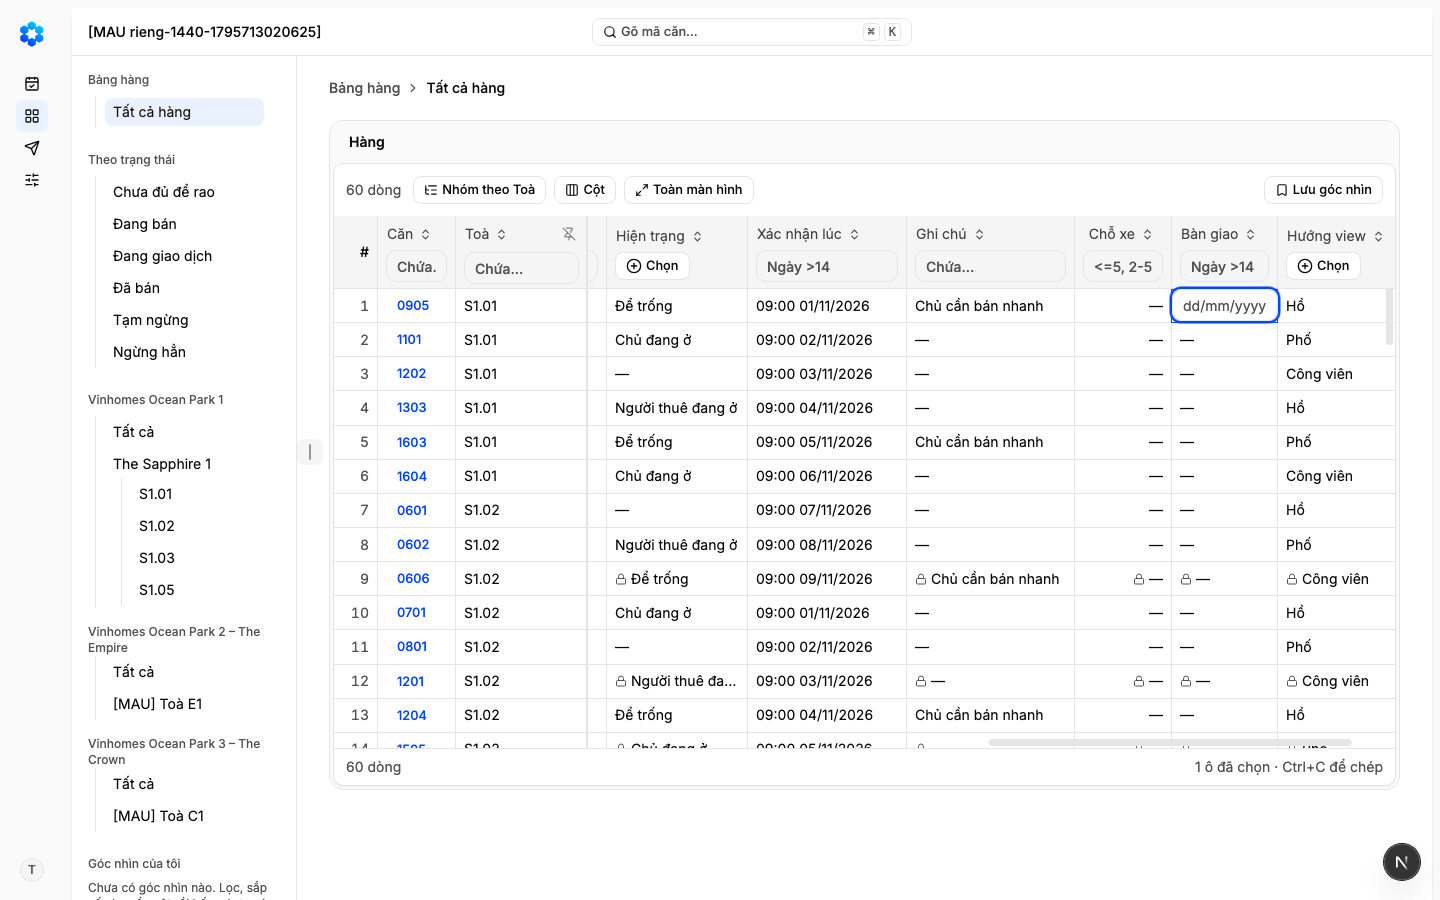 [MAU rieng-1440-1795713020625]
Gõ mã căn...
⌘ K
Bảng hàng
Tất cả hàng
Theo trạng thái
Chưa đủ để rao
Đang bán
Đang giao dịch
Đã bán
Tạm ngừng
Ngừng hẳn
Vinhomes Ocean Park 1
Tất cả
The Sapphire 1
S1.01
S1.02
S1.03
S1.05
Vinhomes Ocean Park 2 – The
Empire
Tất cả
[MAU] Toà E1
Vinhomes Ocean Park 3 – The
Crown
Tất cả
[MAU] Toà C1
Góc nhìn của tôi
Chưa có góc nhìn nào. Lọc, sắp
T
Bảng hàng > Tất cả hàng
Hàng
60 dòng Nhóm theo Toà Cột Toàn màn hình Lưu góc nhìn
# Căn Toà Hiện trạng Xác nhận lúc Ghi chú Chỗ xe Bàn giao Hướng view
Chứa. Chứa... Chọn Ngày >14 Chứa... <=5, 2-5 Ngày >14 Chọn
1 0905 S1.01 Để trống 09:00 01/11/2026 Chủ cần bán nhanh — dd/mm/yyyy Hồ
2 1101 S1.01 Chủ đang ở 09:00 02/11/2026 — — — Phố
3 1202 S1.01 — 09:00 03/11/2026 — — — Công viên
4 1303 S1.01 Người thuê đang ở 09:00 04/11/2026 — — — Hồ
5 1603 S1.01 Để trống 09:00 05/11/2026 Chủ cần bán nhanh — — Phố
6 1604 S1.01 Chủ đang ở 09:00 06/11/2026 — — — Công viên
7 0601 S1.02 — 09:00 07/11/2026 — — — Hồ
8 0602 S1.02 Người thuê đang ở 09:00 08/11/2026 — — — Phố
9 0606 S1.02 Để trống 09:00 09/11/2026 Chủ cần bán nhanh — — Công viên
10 0701 S1.02 Chủ đang ở 09:00 01/11/2026 — — — Hồ
11 0801 S1.02 — 09:00 02/11/2026 — — — Phố
12 1201 S1.02 Người thuê đa... 09:00 03/11/2026 — — — Công viên
13 1204 S1.02 Để trống 09:00 04/11/2026 Chủ cần bán nhanh — — Hồ
14 1505 S1.02 Chủ đang ở 09:00 05/11/2026
60 dòng 1 ô đã chọn · Ctrl+C để chép
N